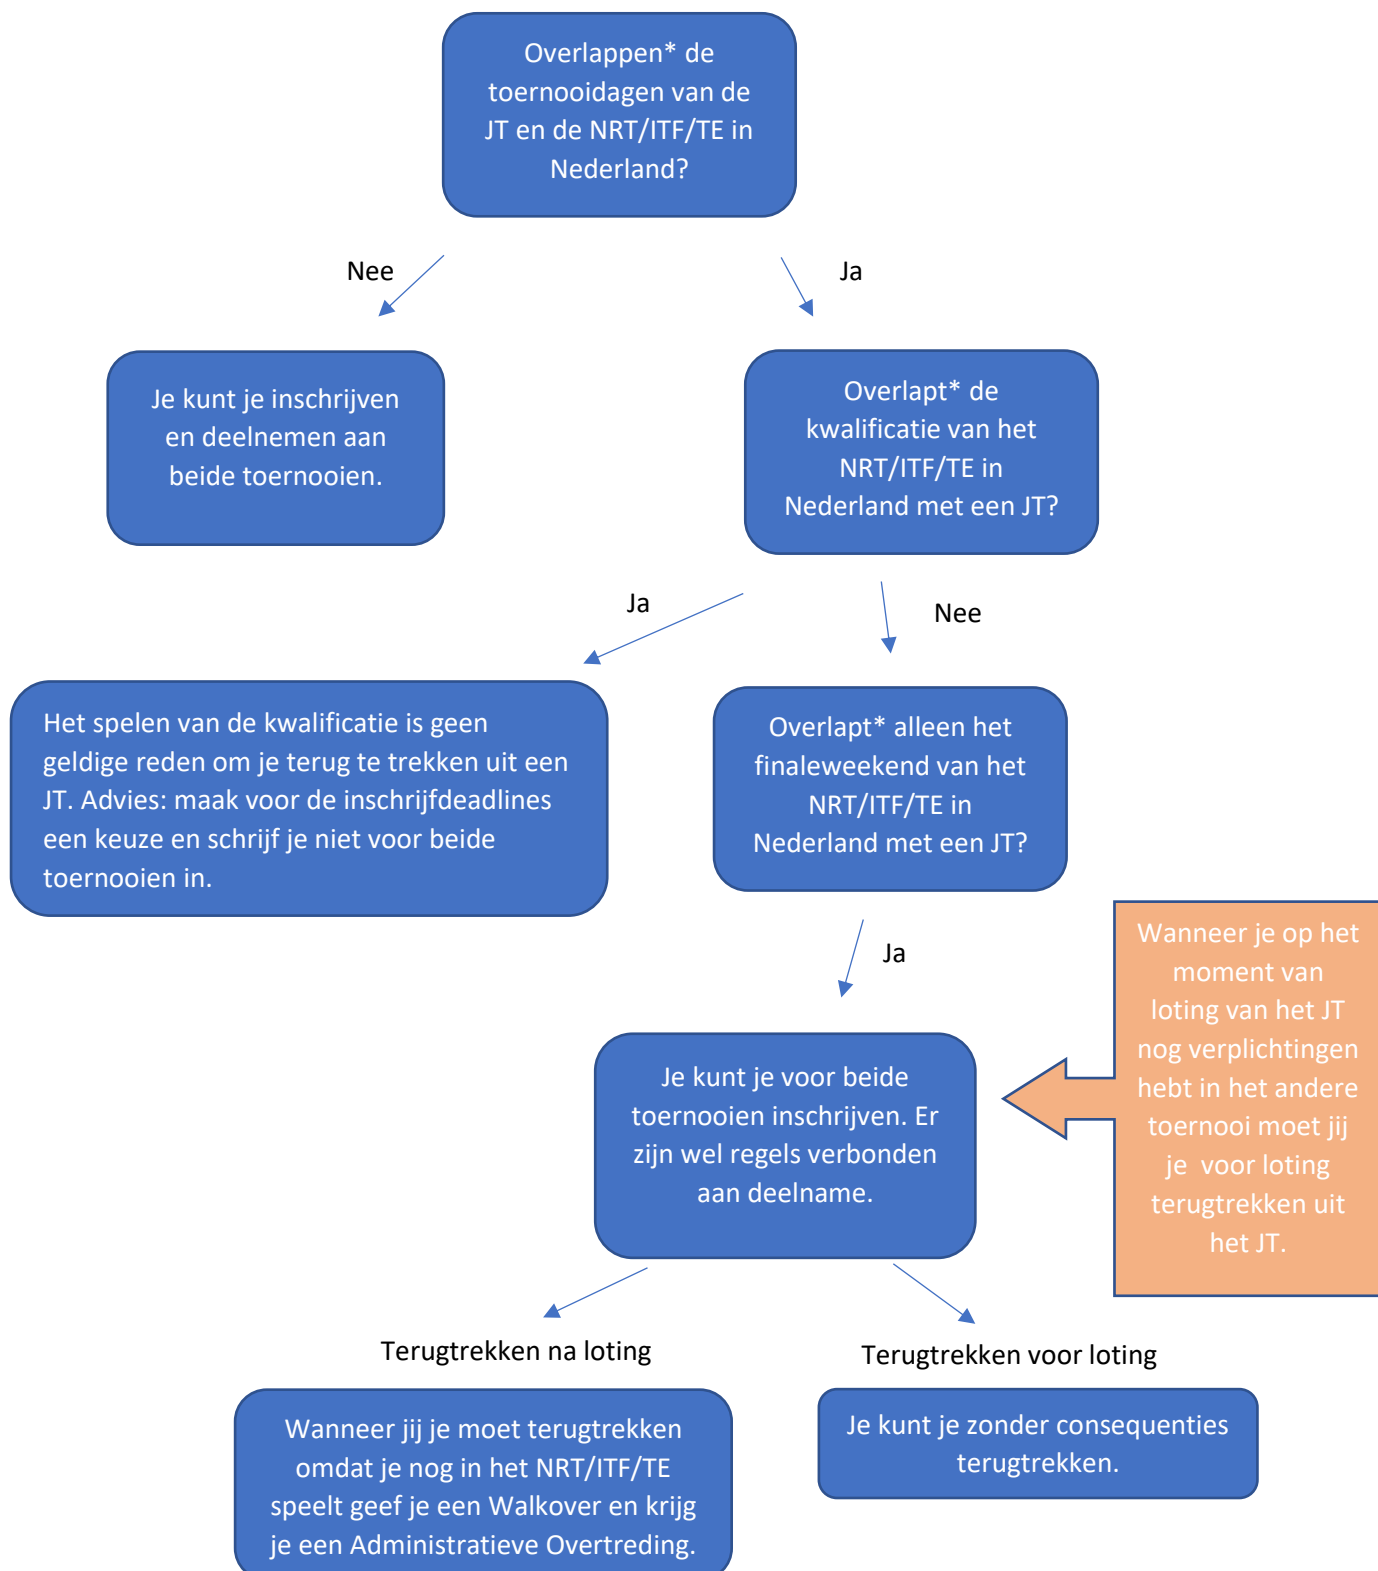 Overlappen* de
toernooidagen van de
JT en de NRT/ITF/TE in
Nederland?
Nee
Ja
Je kunt je inschrijven
en deelnemen aan
beide toernooien.
Overlapt* de
kwalificatie van het
NRT/ITF/TE in
Nederland met een JT?
Ja
Nee
Het spelen van de kwalificatie is geen
geldige reden om je terug te trekken uit een
JT. Advies: maak voor de inschrijfdeadlines
een keuze en schrijf je niet voor beide
toernooien in.
Overlapt* alleen het
finaleweekend van het
NRT/ITF/TE in
Nederland met een JT?
Ja
Wanneer je op het
moment van
loting van het JT
nog verplichtingen
hebt in het andere
toernooi moet jij
je  voor loting
terugtrekken uit
het JT.
Je kunt je voor beide
toernooien inschrijven. Er
zijn wel regels verbonden
aan deelname.
Terugtrekken na loting
Terugtrekken voor loting
Wanneer jij je moet terugtrekken
omdat je nog in het NRT/ITF/TE
speelt geef je een Walkover en krijg
je een Administratieve Overtreding.
Je kunt je zonder consequenties
terugtrekken.